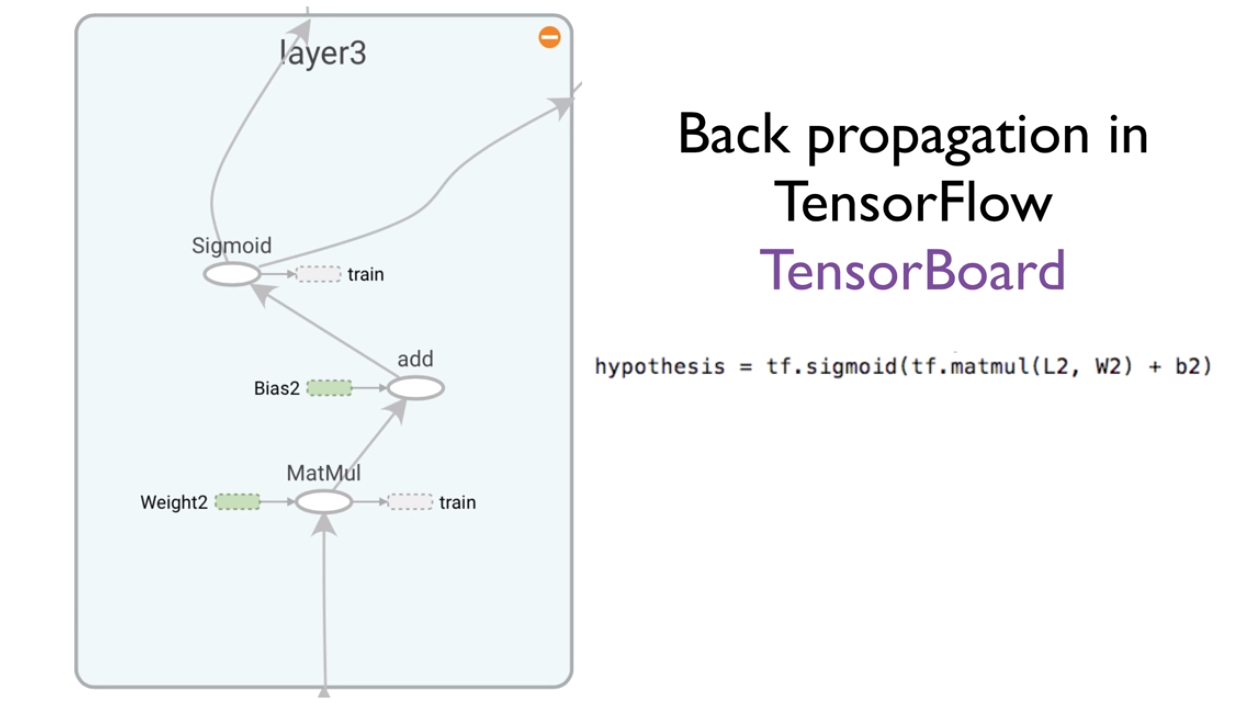 layer3
Sigmoid
train
add
Bias2
MatMul
Weight2
train
Back propagation in
TensorFlow
TensorBoard
hypothesis = tf.sigmoid(tf.matmul(L2, W2) + b2)